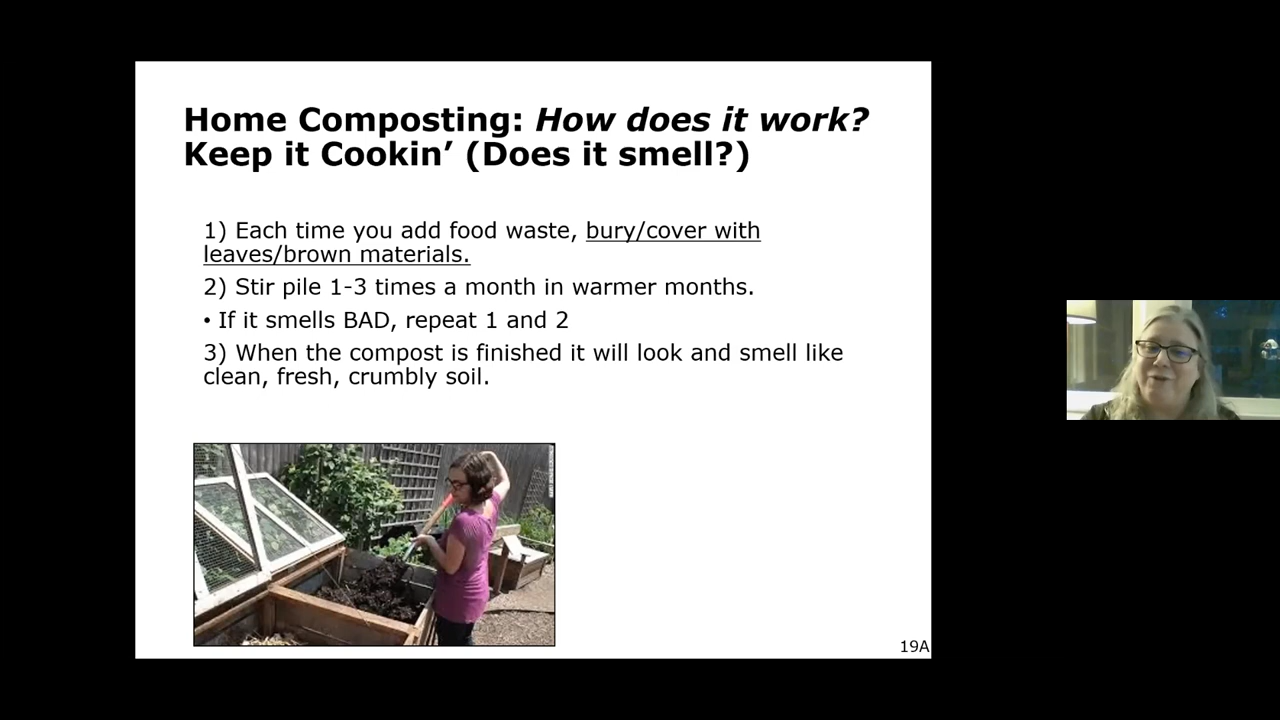 Home Composting: How does it work?
Keep it Cookin’ (Does it smell?)
1) Each time you add food waste, bury/cover with
leaves/brown materials.
2) Stir pile 1-3 times a month in warmer months.
• If it smells BAD, repeat 1 and 2
3) When the compost is finished it will look and smell like
clean, fresh, crumbly soil.
19A